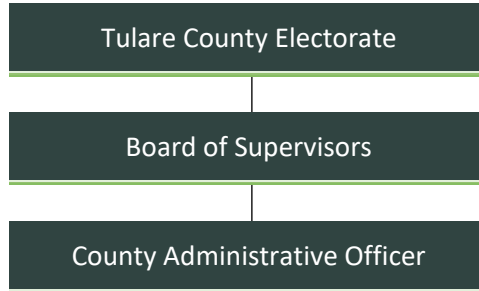 Tulare County Electorate
Board of Supervisors
County Administrative Officer